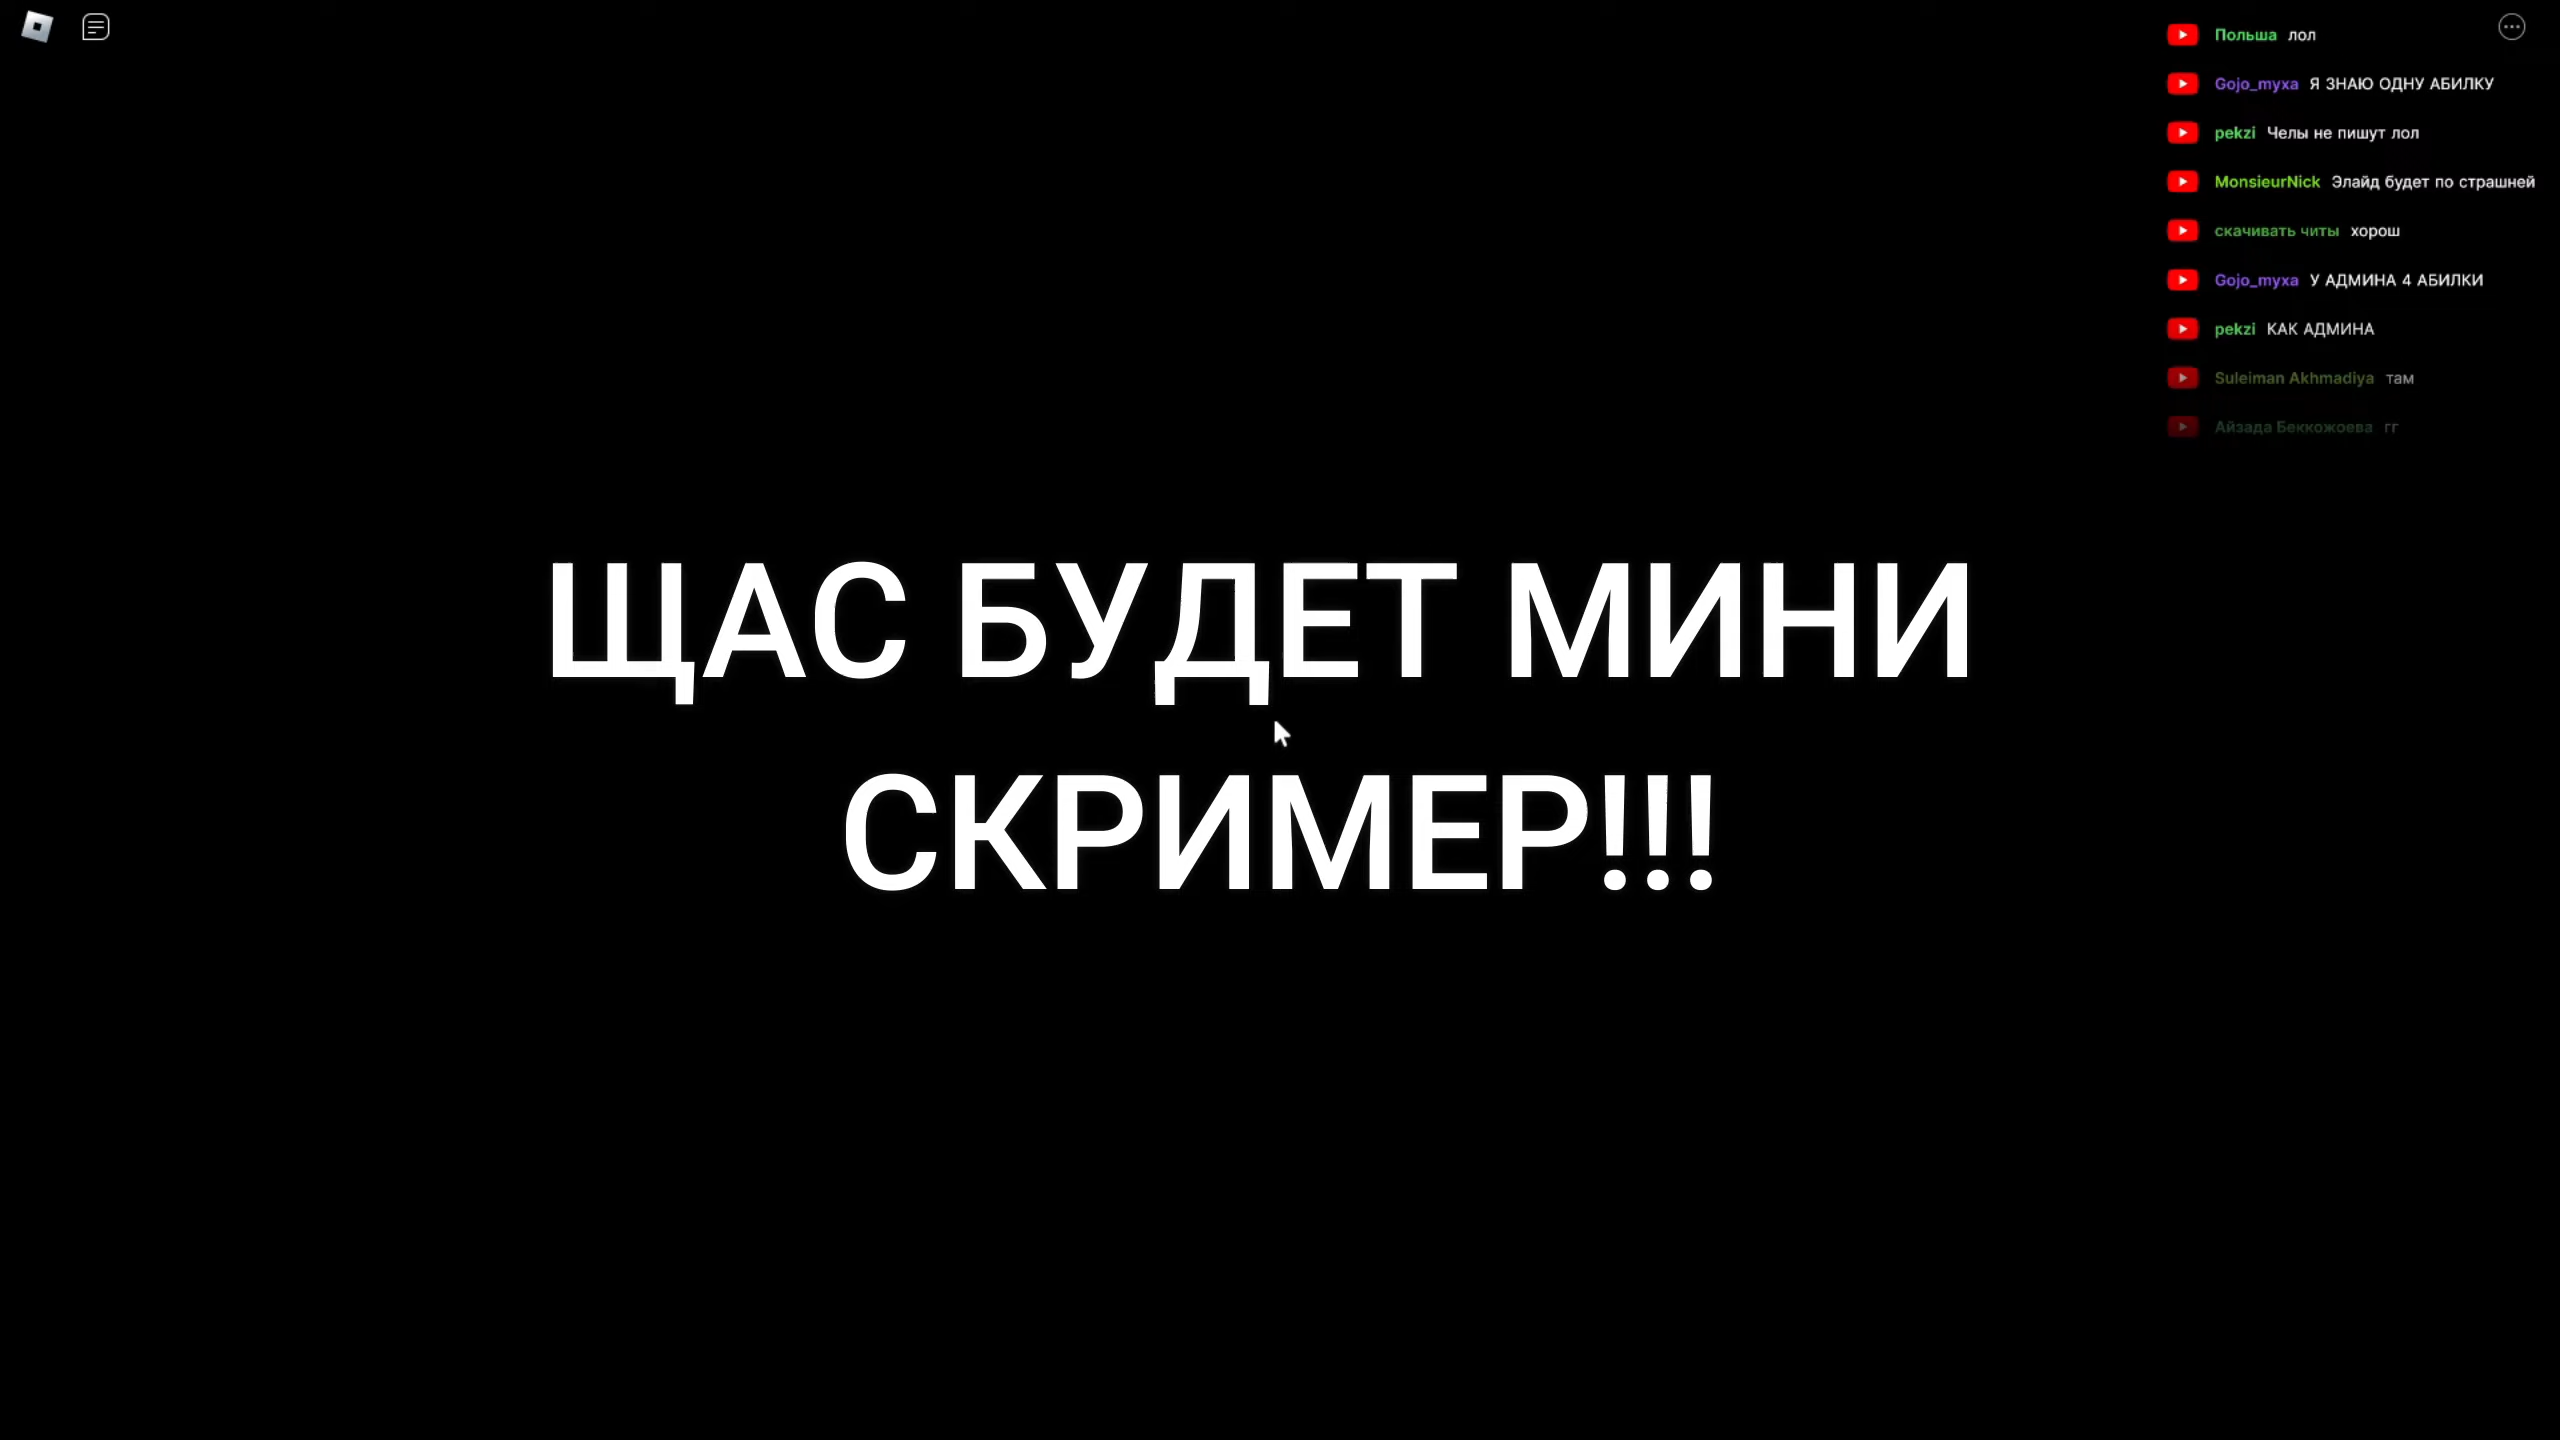 Польша лол
Gojo_myxa Я ЗНАЮ ОДНУ АБИЛКУ
pekzi Челы не пишут лол
MonsieurNick Элайд будет по страшней
скачивать читы хорош
Gojo_myxa У АДМИНА 4 АБИЛКИ
pekzi КАК АДМИНА
Suleiman Akhmadiya там
Айзада Беккожоева гг
ЩАС БУДЕТ МИНИ
СКРИМЕР!!!